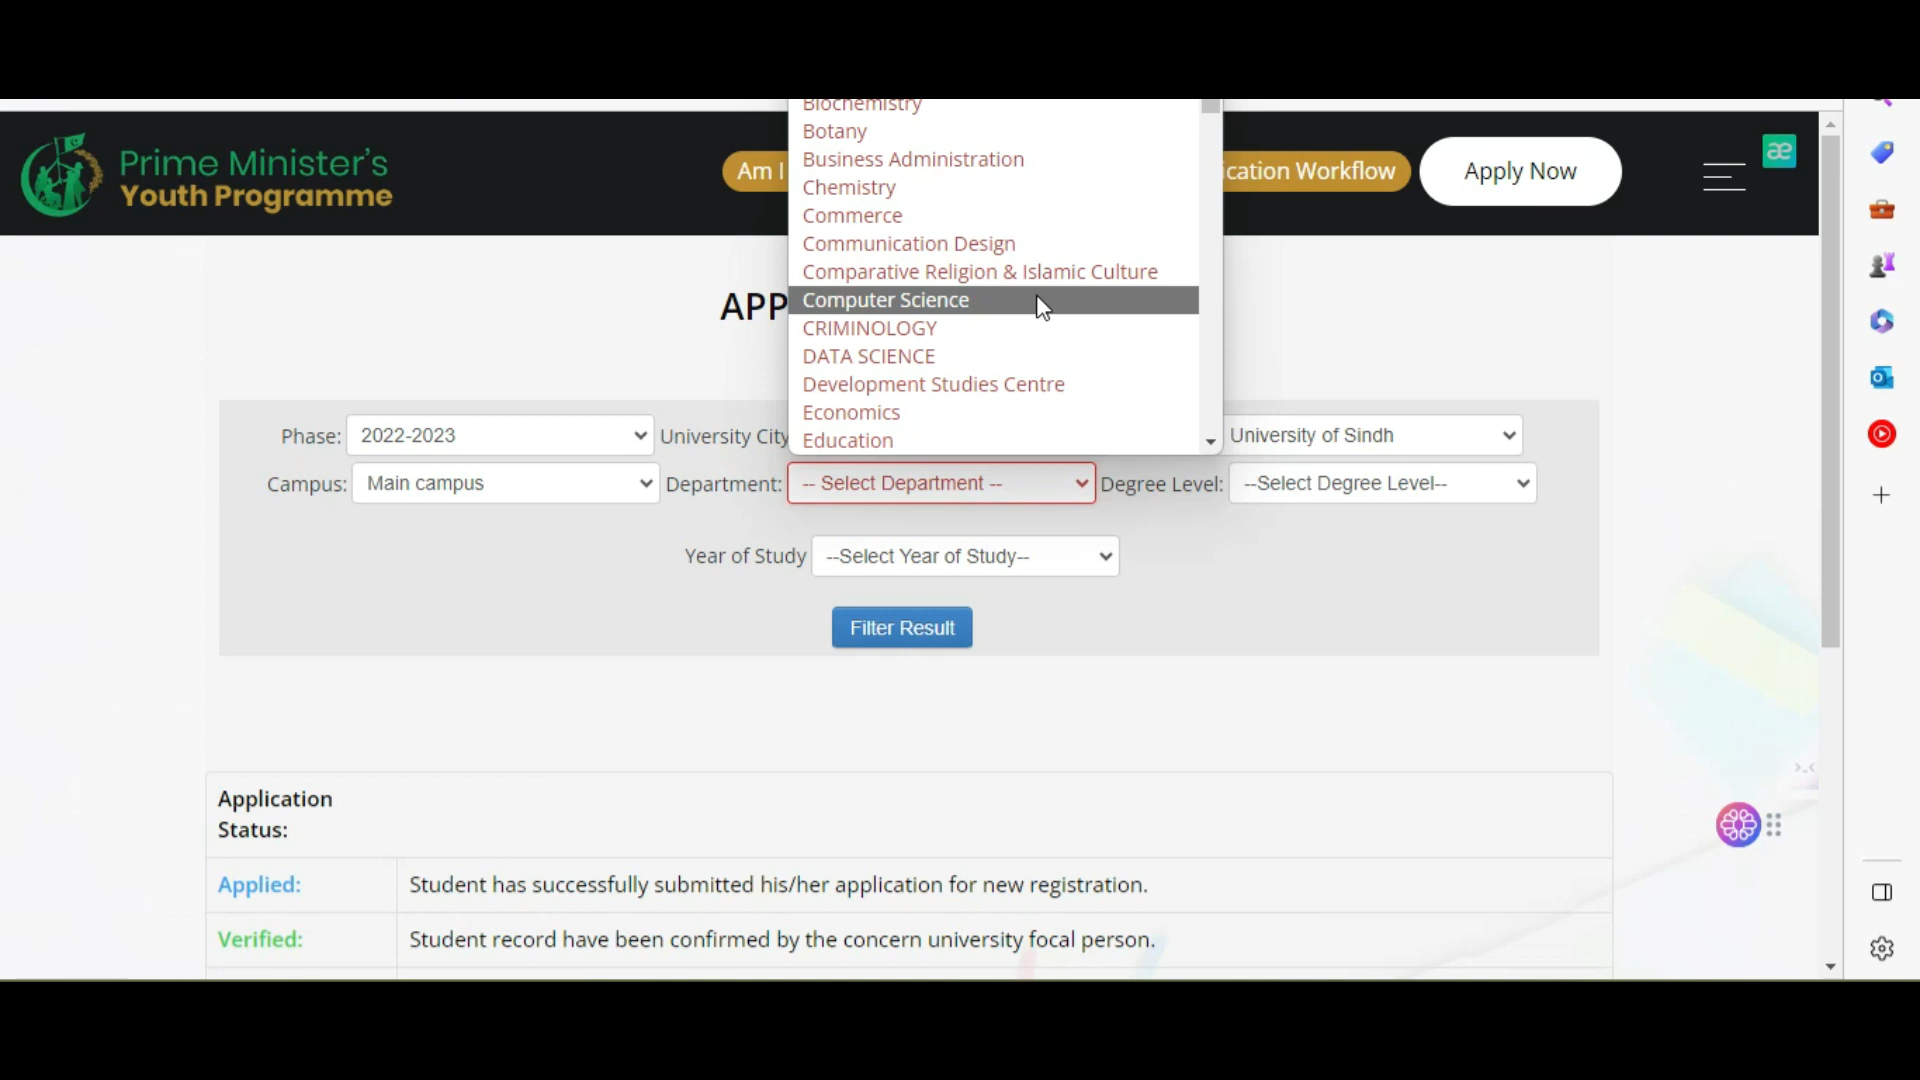 Biochemistry
Botany
Business Administration
Chemistry
Commerce
Communication Design
Comparative Religion & Islamic Culture
Computer Science
CRIMINOLOGY
DATA SCIENCE
Development Studies Centre
Economics
Education
Prime Minister's
Youth Programme
Am I
ication Workflow
Apply Now
æ
APP
Phase: 2022-2023 University City University of Sindh
Campus: Main campus Department: -- Select Department -- Degree Level: --Select Degree Level--
Year of Study --Select Year of Study--
Filter Result
Application
Status:
Applied: Student has successfully submitted his/her application for new registration.
Verified: Student record have been confirmed by the concern university focal person.